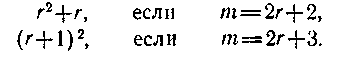 r²+r, если m=2r+2,
(r+1)², если m=2r+3.